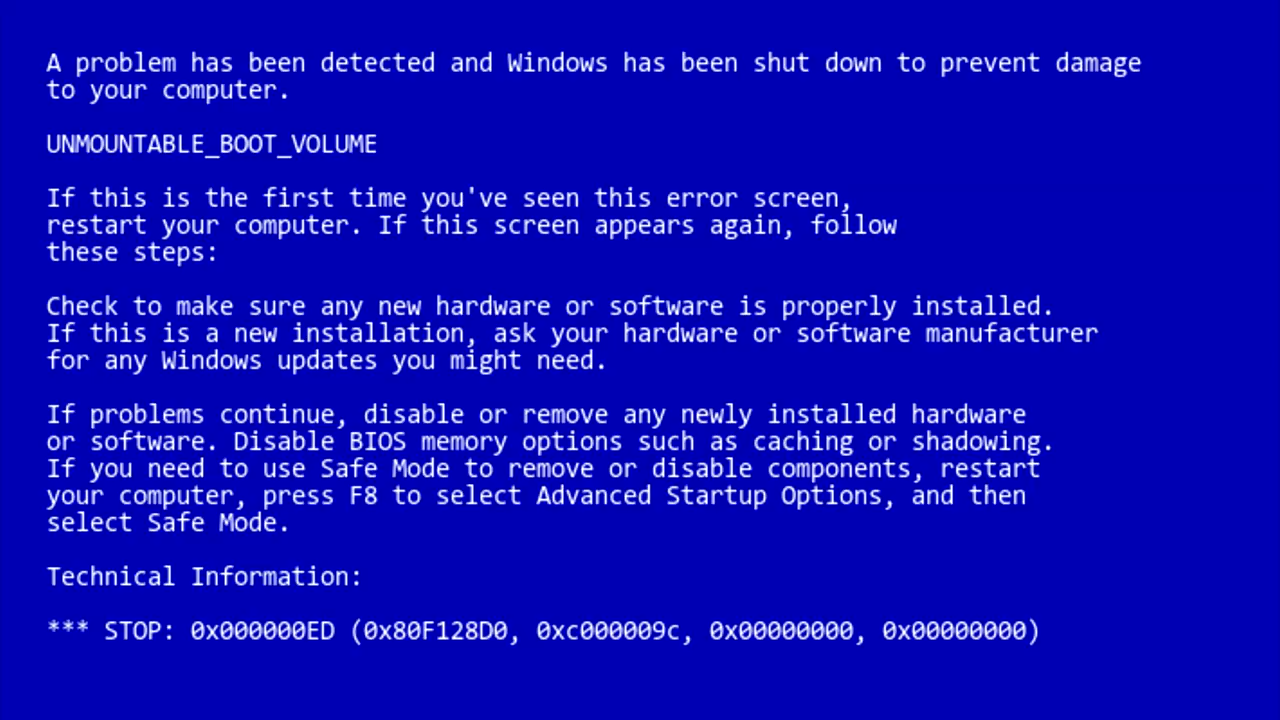 A problem has been detected and Windows has been shut down to prevent damage
to your computer.
UNMOUNTABLE_BOOT_VOLUME
If this is the first time you've seen this error screen,
restart your computer. If this screen appears again, follow
these steps:
Check to make sure any new hardware or software is properly installed.
If this is a new installation, ask your hardware or software manufacturer
for any Windows updates you might need.
If problems continue, disable or remove any newly installed hardware
or software. Disable BIOS memory options such as caching or shadowing.
If you need to use Safe Mode to remove or disable components, restart
your computer, press F8 to select Advanced Startup Options, and then
select Safe Mode.
Technical Information:
*** STOP: 0x000000ED (0x80F128D0, 0xc000009c, 0x00000000, 0x00000000)